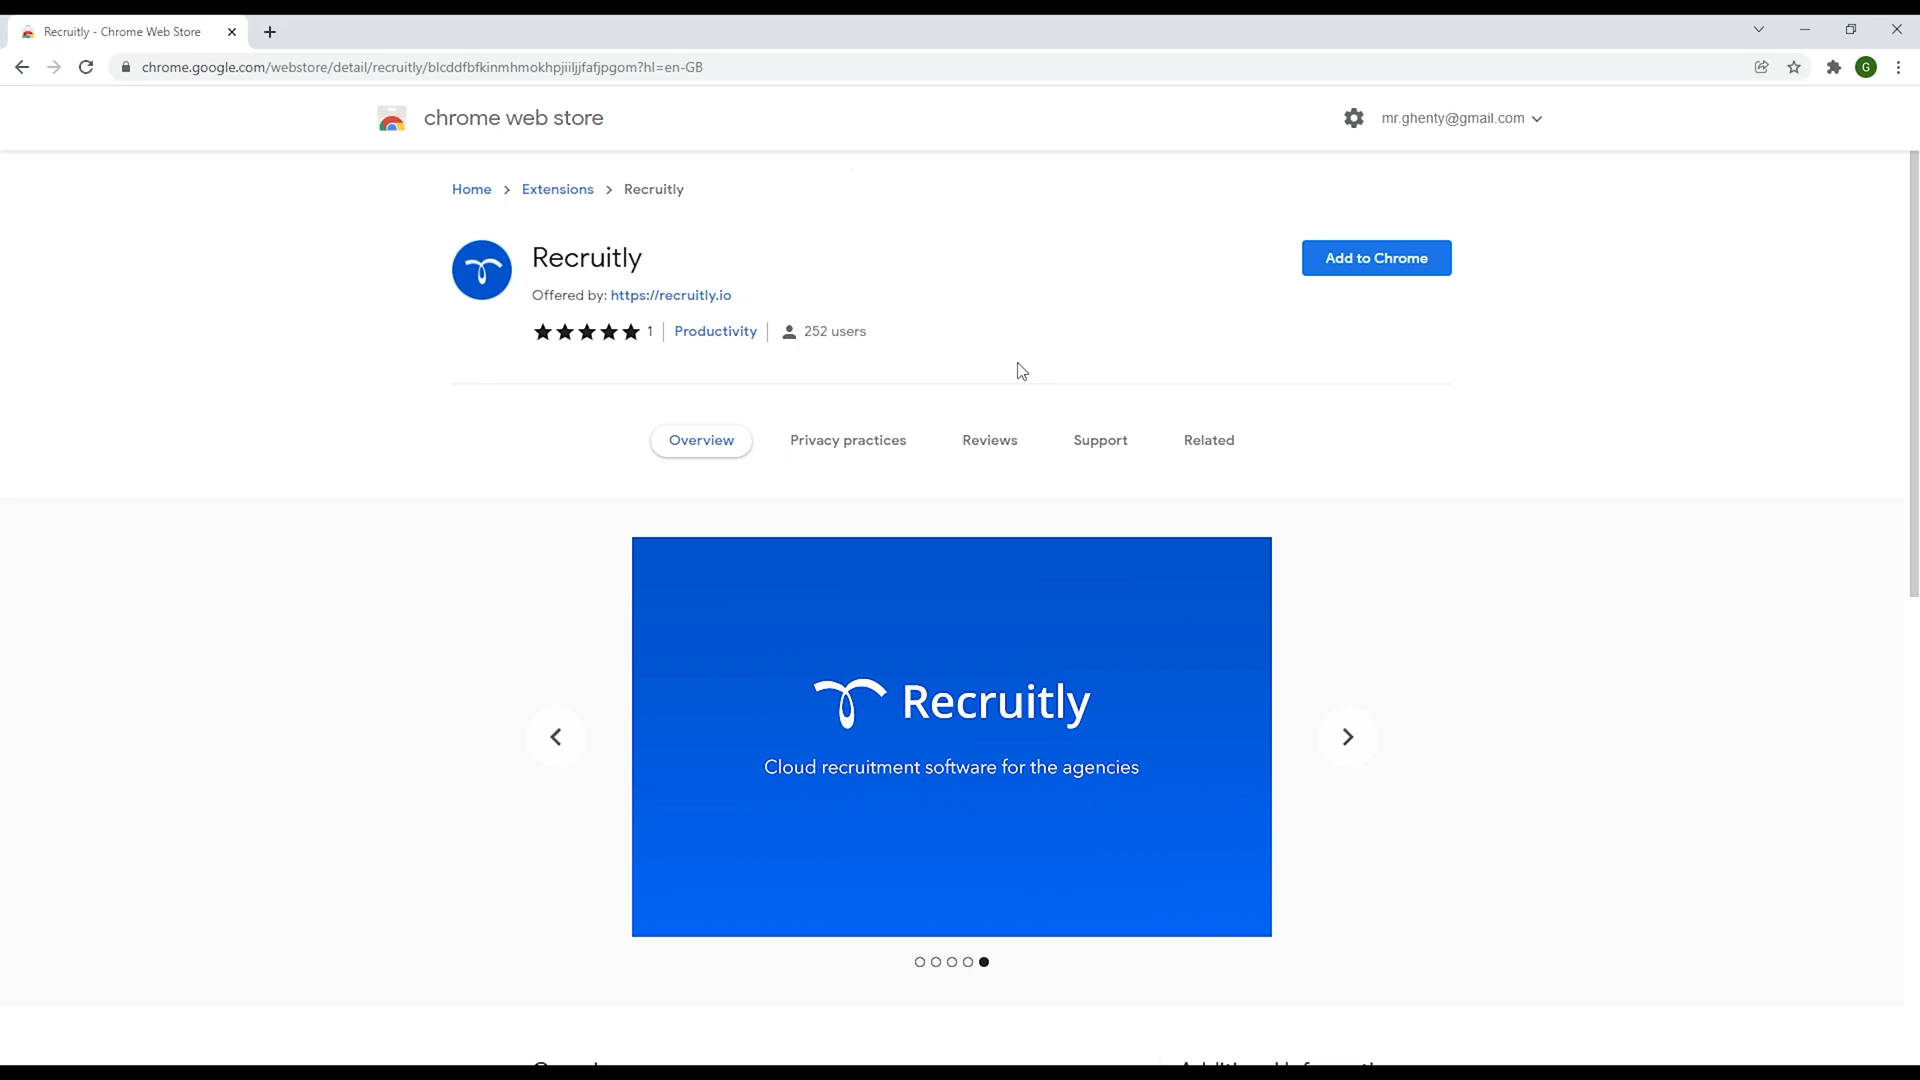 Recruitly - Chrome Web Store
chrome.google.com/webstore/detail/recruitly/blcddfbfkinmhmokhpjiiljjfafjpgom?hl=en-GB
G
chrome web store
mr.ghenty@gmail.com
Home > Extensions > Recruitly
Recruitly
Add to Chrome
Offered by: https://recruitly.io
1 | Productivity | 252 users
Overview Privacy practices Reviews Support Related
Recruitly
Cloud recruitment software for the agencies